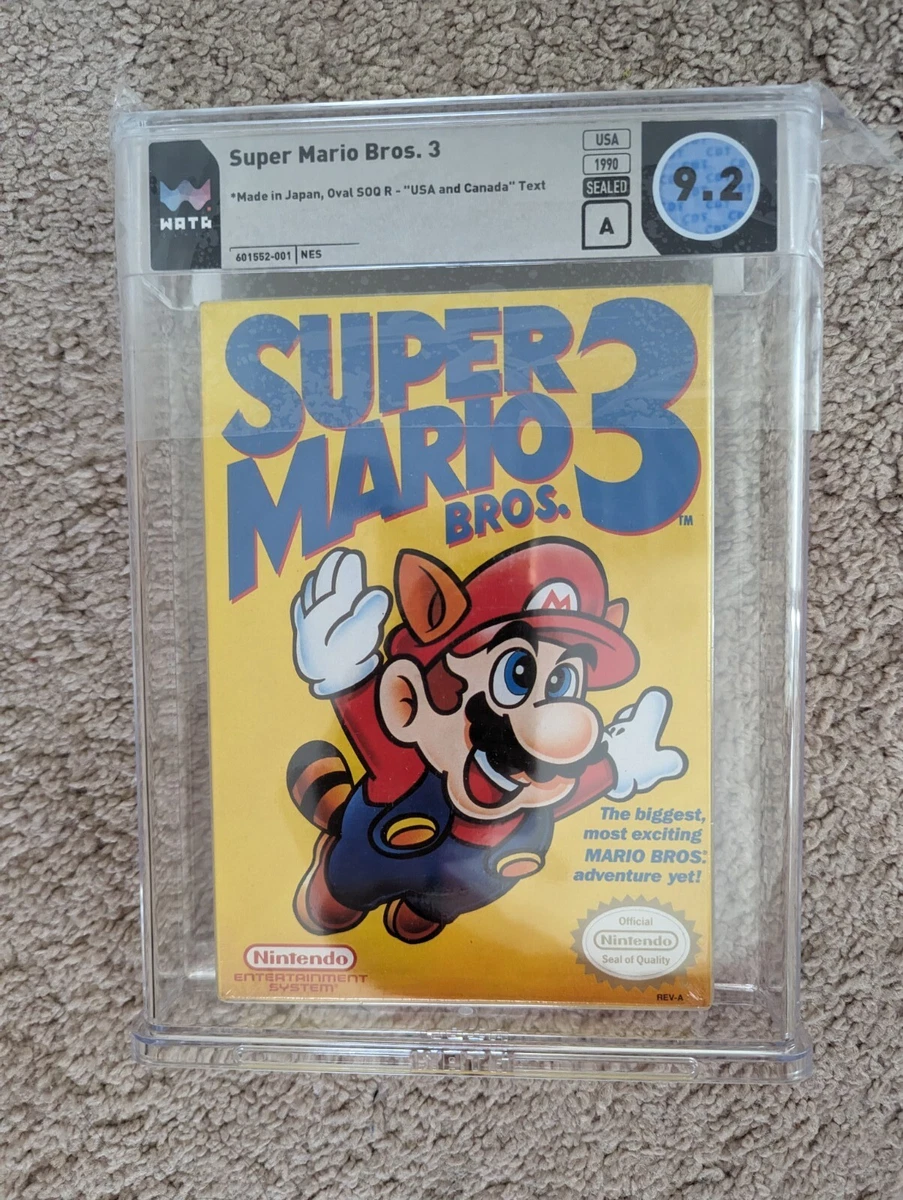 WATA
Super Mario Bros. 3
*Made in Japan, Oval SOQ R - "USA and Canada" Text
601552-001 NES
USA
1990
SEALED
A
9.2
SUPER
MARIO
BROS. 3
TM
M
The biggest,
most exciting
MARIO BROS.
adventure yet!
Official
Nintendo
Seal of Quality
Nintendo
ENTERTAINMENT
SYSTEM
REV-A
WATA